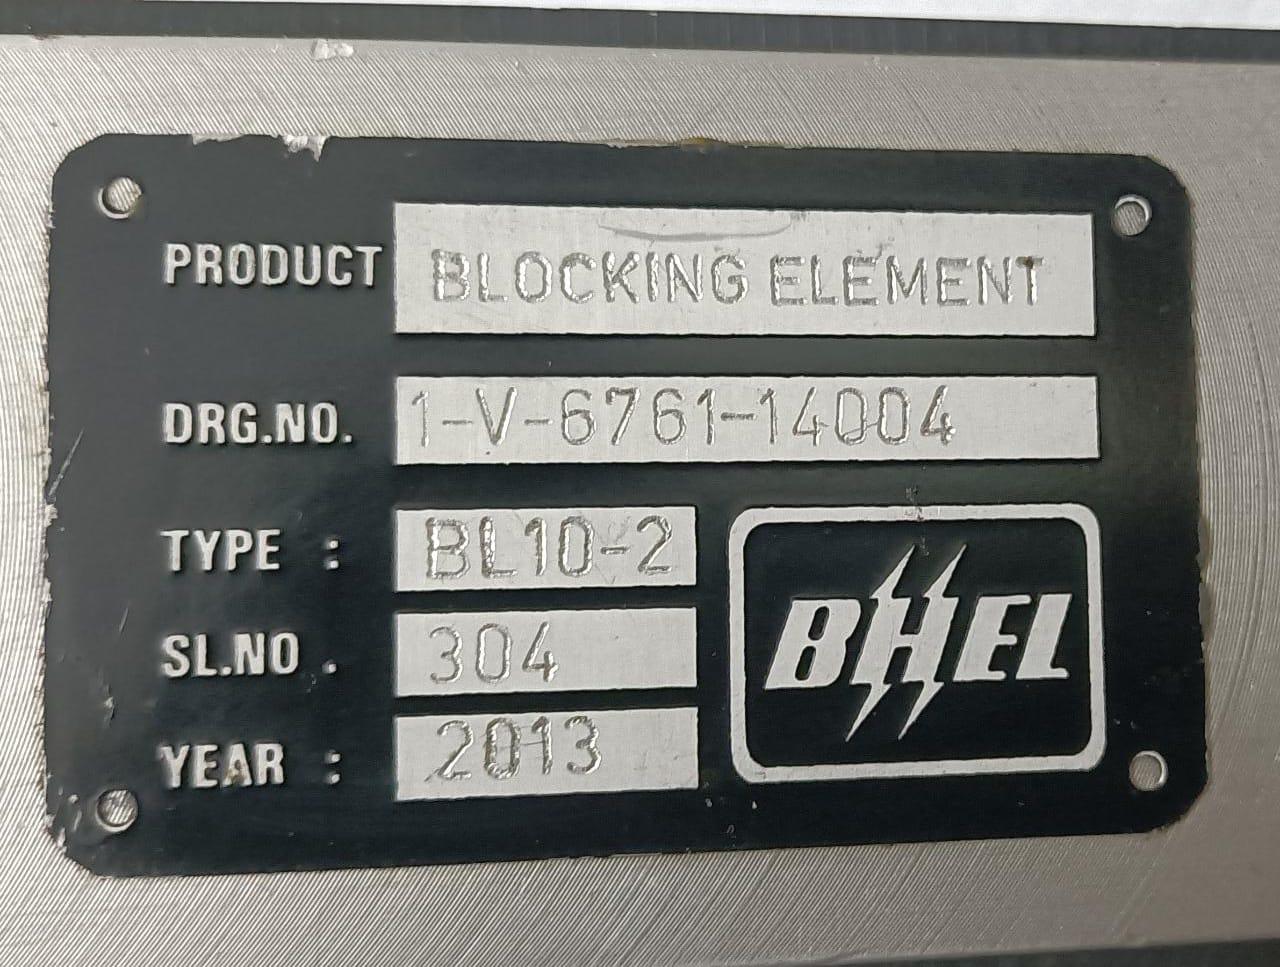 PRODUCT BLOCKING ELEMENT
DRG.NO. 1-V-6761-14004
TYPE : BL10-2
SL.NO . 304
YEAR : 2013
BHEL